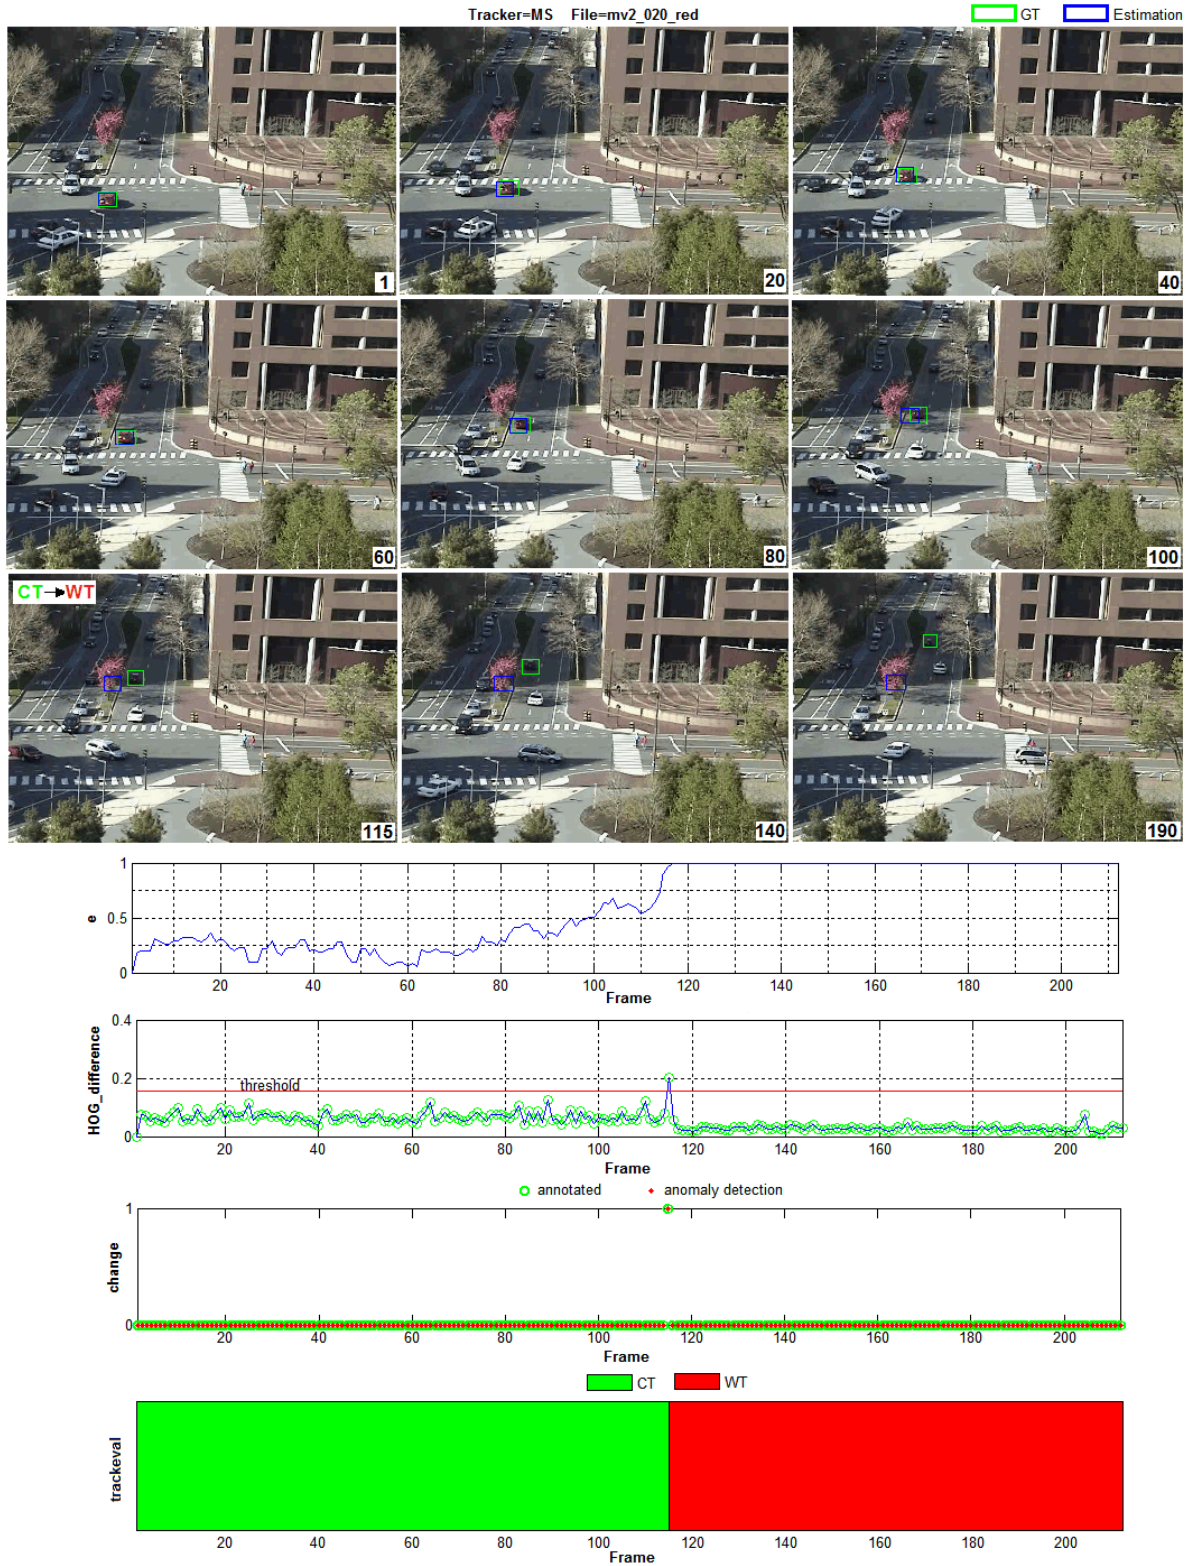 Tracker=MS File=mv2_020_red
GT
Estimation
1
20
40
60
80
100
CT→WT
115
140
190
1
0.5
0
e
20 40 60 80 100 120 140 160 180 200
Frame
0.4
0.2
0
HOG_difference
threshold
20 40 60 80 100 120 140 160 180 200
Frame
annotated
anomaly detection
1
0
change
20 40 60 80 100 120 140 160 180 200
Frame
CT
WT
trackeval
20 40 60 80 100 120 140 160 180 200
Frame